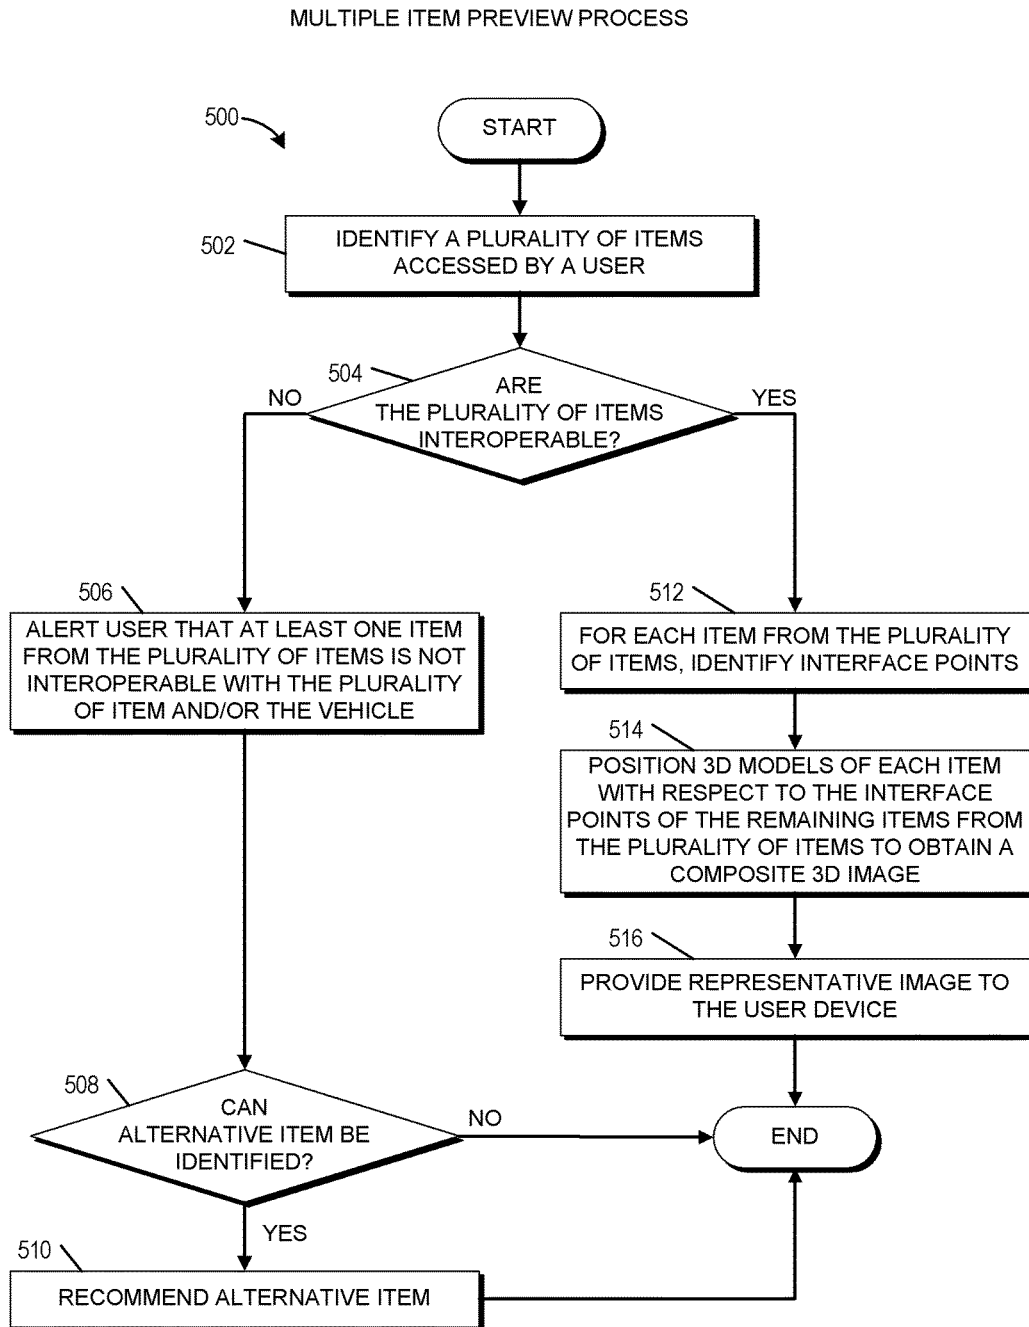 MULTIPLE ITEM PREVIEW PROCESS
500
START
502
IDENTIFY A PLURALITY OF ITEMS
ACCESSED BY A USER
504
ARE
THE PLURALITY OF ITEMS
INTEROPERABLE?
NO
YES
506
ALERT USER THAT AT LEAST ONE ITEM
FROM THE PLURALITY OF ITEMS IS NOT
INTEROPERABLE WITH THE PLURALITY
OF ITEM AND/OR THE VEHICLE
512
FOR EACH ITEM FROM THE PLURALITY
OF ITEMS, IDENTIFY INTERFACE POINTS
514
POSITION 3D MODELS OF EACH ITEM
WITH RESPECT TO THE INTERFACE
POINTS OF THE REMAINING ITEMS FROM
THE PLURALITY OF ITEMS TO OBTAIN A
COMPOSITE 3D IMAGE
516
PROVIDE REPRESENTATIVE IMAGE TO
THE USER DEVICE
508
CAN
ALTERNATIVE ITEM BE
IDENTIFIED?
NO
END
YES
510
RECOMMEND ALTERNATIVE ITEM